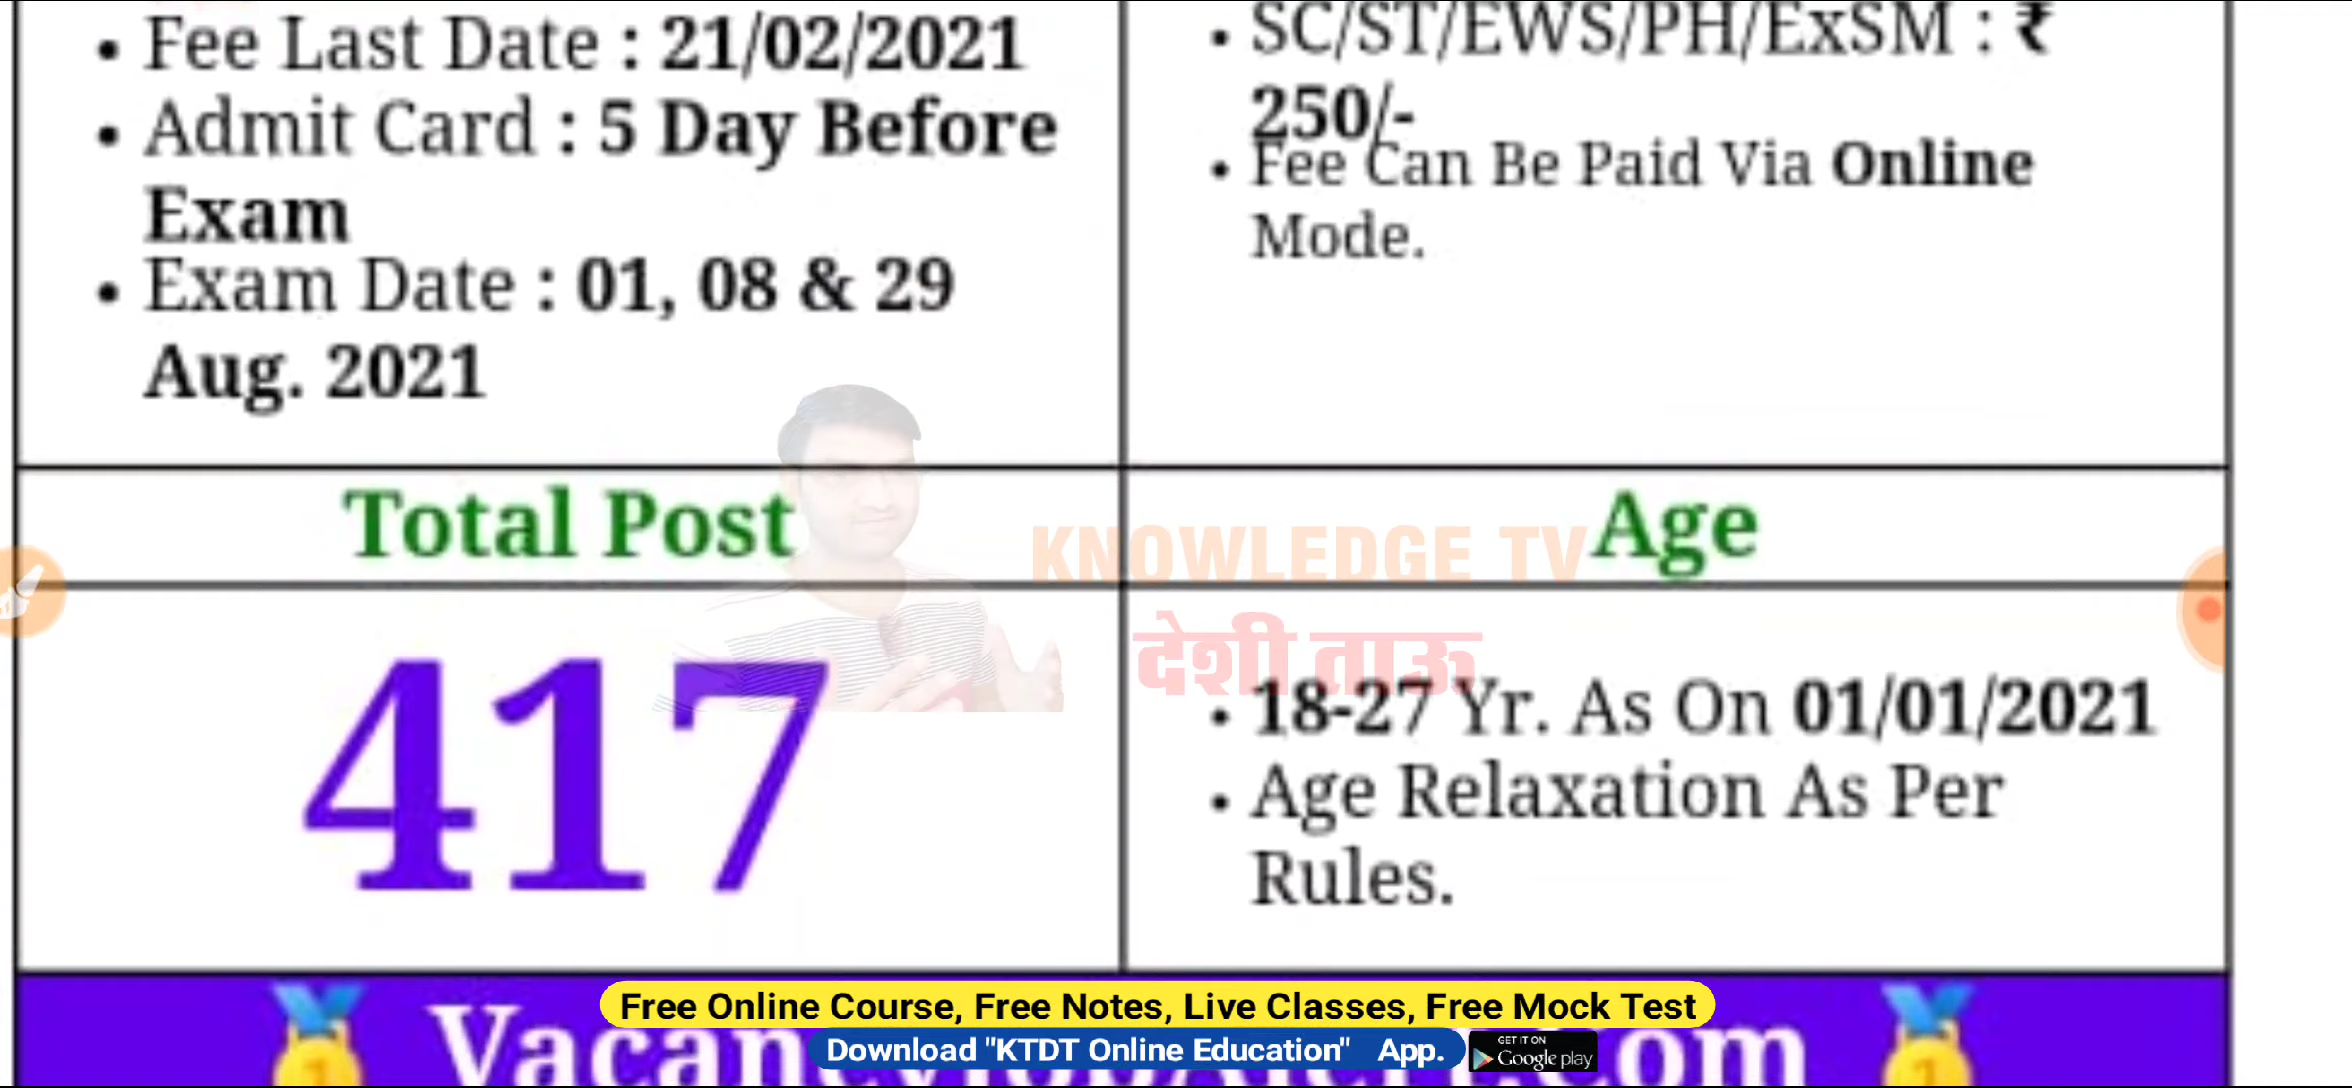 • Fee Last Date : 21/02/2021
• Admit Card : 5 Day Before
Exam
• Exam Date : 01, 08 & 29
Aug. 2021
• SC/ST/EWS/PH/ExSM : ₹
250/-
• Fee Can Be Paid Via Online
Mode.
Total Post
Age
KNOWLEDGE TV
देशी ताऊ
417
• 18-27 Yr. As On 01/01/2021
• Age Relaxation As Per
Rules.
Free Online Course, Free Notes, Live Classes, Free Mock Test
Download "KTDT Online Education" App.
GET IT ON
Google play